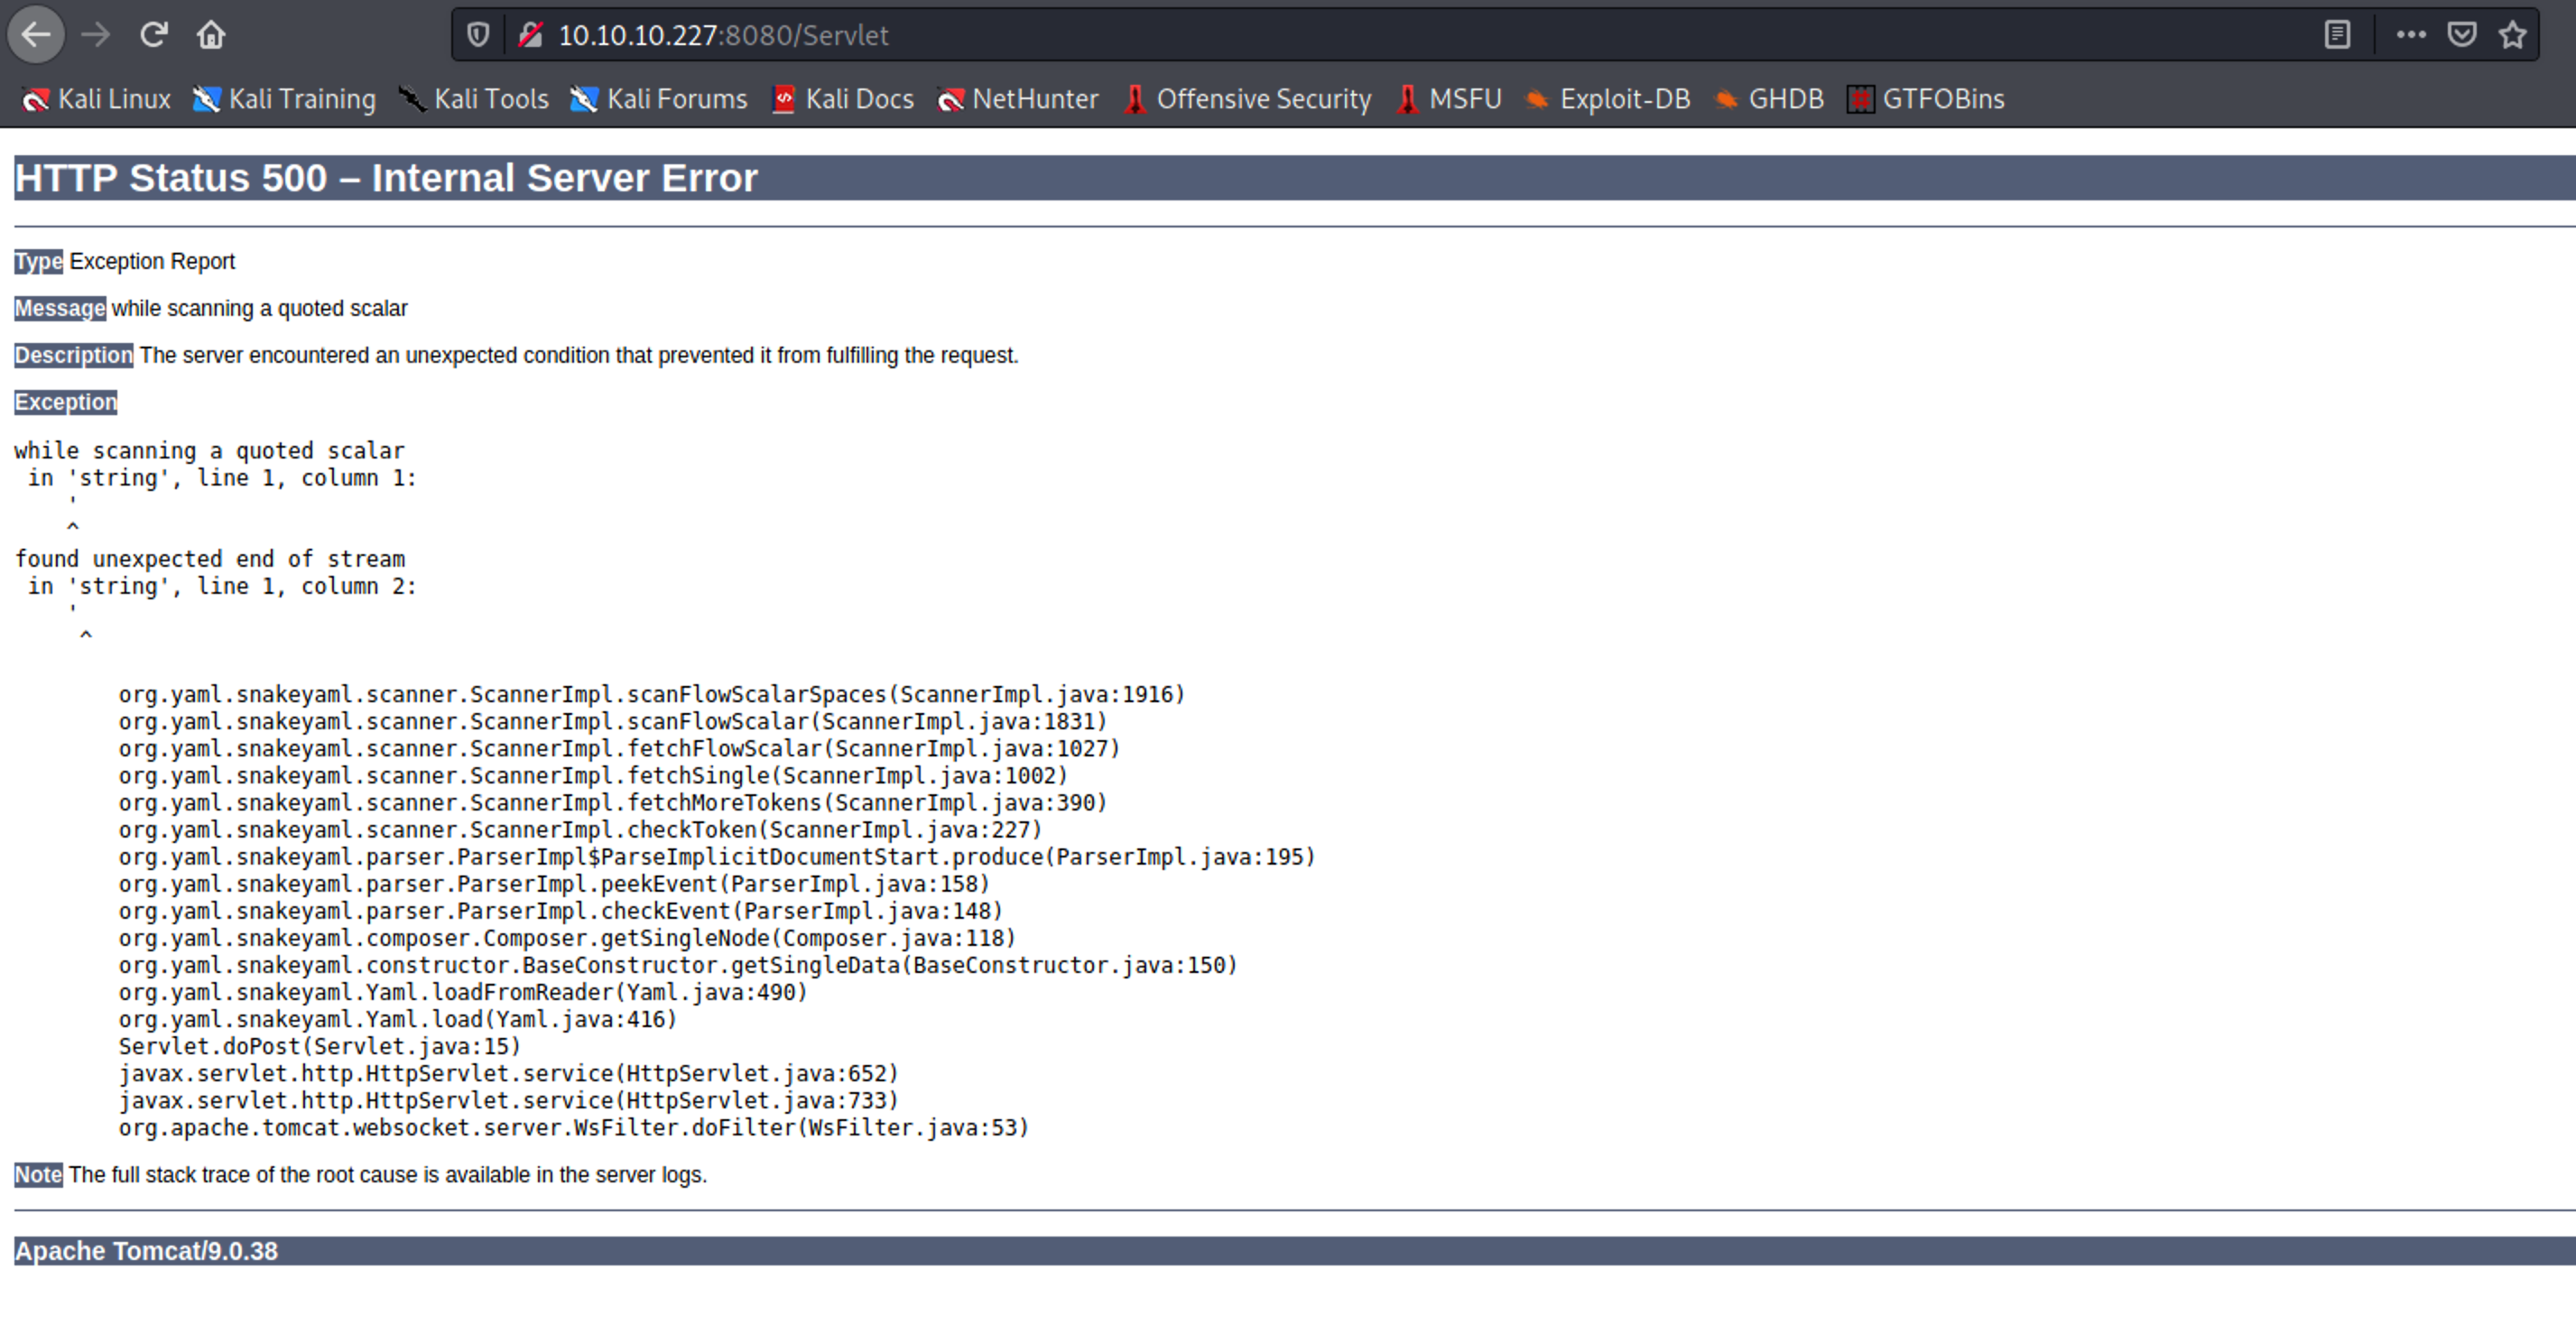 10.10.10.227:8080/Servlet
Kali Linux Kali Training Kali Tools Kali Forums Kali Docs NetHunter Offensive Security MSFU Exploit-DB GHDB GTFOBins
HTTP Status 500 – Internal Server Error
Type Exception Report
Message while scanning a quoted scalar
Description The server encountered an unexpected condition that prevented it from fulfilling the request.
Exception
while scanning a quoted scalar
 in 'string', line 1, column 1:
    '
    ^
found unexpected end of stream
 in 'string', line 1, column 2:
    '
     ^
org.yaml.snakeyaml.scanner.ScannerImpl.scanFlowScalarSpaces(ScannerImpl.java:1916)
org.yaml.snakeyaml.scanner.ScannerImpl.scanFlowScalar(ScannerImpl.java:1831)
org.yaml.snakeyaml.scanner.ScannerImpl.fetchFlowScalar(ScannerImpl.java:1027)
org.yaml.snakeyaml.scanner.ScannerImpl.fetchSingle(ScannerImpl.java:1002)
org.yaml.snakeyaml.scanner.ScannerImpl.fetchMoreTokens(ScannerImpl.java:390)
org.yaml.snakeyaml.scanner.ScannerImpl.checkToken(ScannerImpl.java:227)
org.yaml.snakeyaml.parser.ParserImpl$ParseImplicitDocumentStart.produce(ParserImpl.java:195)
org.yaml.snakeyaml.parser.ParserImpl.peekEvent(ParserImpl.java:158)
org.yaml.snakeyaml.parser.ParserImpl.checkEvent(ParserImpl.java:148)
org.yaml.snakeyaml.composer.Composer.getSingleNode(Composer.java:118)
org.yaml.snakeyaml.constructor.BaseConstructor.getSingleData(BaseConstructor.java:150)
org.yaml.snakeyaml.Yaml.loadFromReader(Yaml.java:490)
org.yaml.snakeyaml.Yaml.load(Yaml.java:416)
Servlet.doPost(Servlet.java:15)
javax.servlet.http.HttpServlet.service(HttpServlet.java:652)
javax.servlet.http.HttpServlet.service(HttpServlet.java:733)
org.apache.tomcat.websocket.server.WsFilter.doFilter(WsFilter.java:53)
Note The full stack trace of the root cause is available in the server logs.
Apache Tomcat/9.0.38